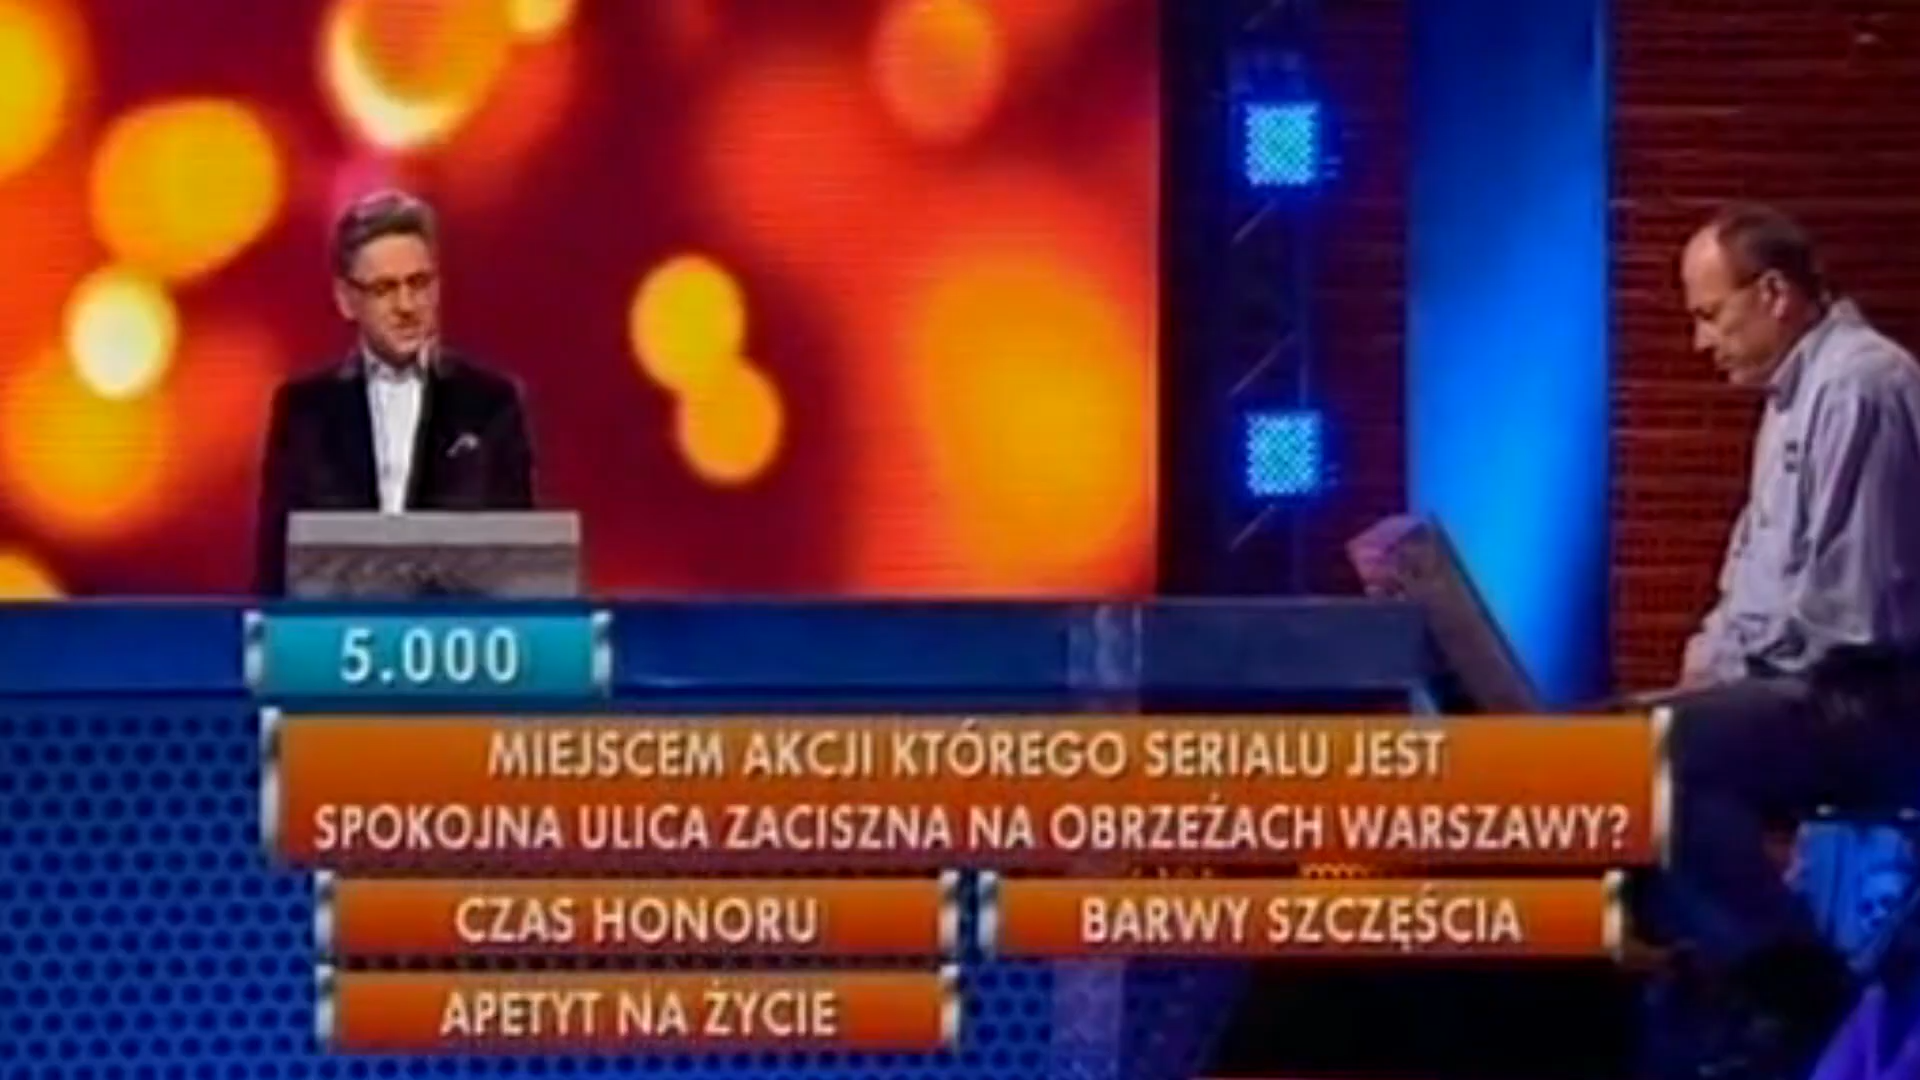 5.000
MIEJSCEM AKCJI KTÓREGO SERIALU JEST
SPOKOJNA ULICA ZACISZNA NA OBRZEŻACH WARSZAWY?
CZAS HONORU
BARWY SZCZĘŚCIA
APETYT NA ŻYCIE